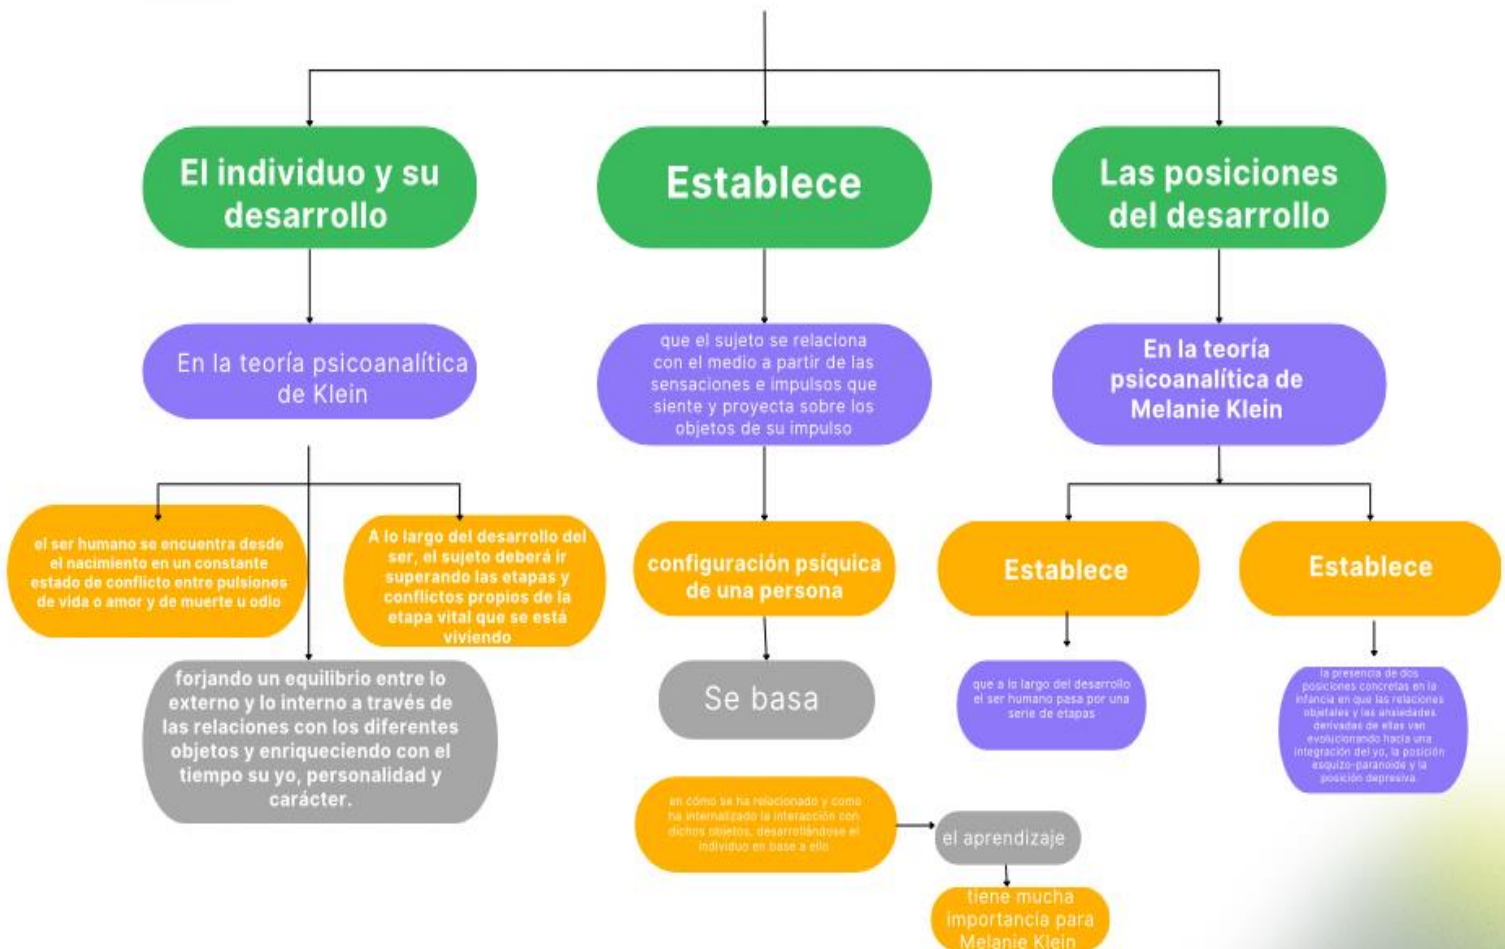 El individuo y su
desarrollo
Establece
Las posiciones
del desarrollo
En la teoría psicoanalítica
de Klein
que el sujeto se relaciona
con el medio a partir de las
sensaciones e impulsos que
siente y proyecta sobre los
objetos de su impulso
En la teoría
psicoanalítica de
Melanie Klein
el ser humano se encuentra desde
el nacimiento en un constante
estado de conflicto entre pulsiones
de vida o amor y de muerte u odio
A lo largo del desarrollo del
ser, el sujeto deberá ir
superando las etapas y
conflictos propios de la
etapa vital que se está
viviendo
forjando un equilibrio entre lo
externo y lo interno a través de
las relaciones con los diferentes
objetos y enriqueciendo con el
tiempo su yo, personalidad y
carácter.
configuración psíquica
de una persona
Se basa
en cómo se ha relacionado y como
ha internalizado la interacción con
dichos objetos, desarrollándose el
individuo en base a ello
el aprendizaje
tiene mucha
importancia para
Melanie Klein
Establece
que a lo largo del desarrollo
el ser humano pasa por una
serie de etapas
Establece
la presencia de dos
posiciones concretas en la
infancia en que las relaciones
objetales y las ansiedades
derivadas de ellas van
evolucionando hacia una
integración del yo, la posición
esquizo-paranoide y la
posición depresiva.